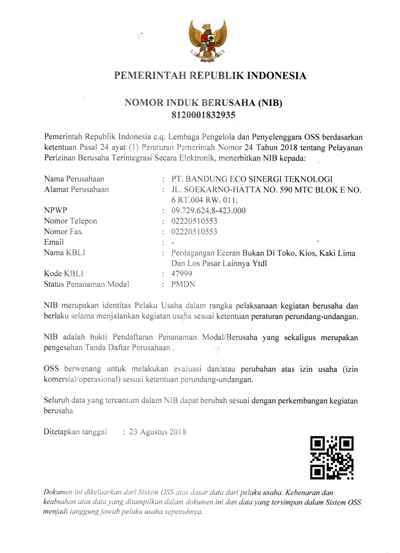 PEMERINTAH REPUBLIK INDONESIA
NOMOR INDUK BERUSAHA (NIB)
8120001832935
Pemerintah Republik Indonesia c.q. Lembaga Pengelola dan Penyelenggara OSS berdasarkan
ketentuan Pasal 24 ayat (1) Peraturan Pemerintah Nomor 24 Tahun 2018 tentang Pelayanan
Perizinan Berusaha Terintegrasi Secara Elektronik, menerbitkan NIB kepada:
Nama Perusahaan : PT. BANDUNG ECO SINERGI TEKNOLOGI
Alamat Perusahaan : JL. SOEKARNO-HATTA NO. 590 MTC BLOK E NO.
6 RT.004 RW. 011,
NPWP : 09.729.624.8-423.000
Nomor Telepon : 02220510553
Nomor Fax : 02220510553
Email : -
Nama KBLI : Perdagangan Eceran Bukan Di Toko, Kios, Kaki Lima
Dan Los Pasar Lainnya Ytdl
Kode KBLI : 47999
Status Penanaman Modal : PMDN
NIB merupakan identitas Pelaku Usaha dalam rangka pelaksanaan kegiatan berusaha dan
berlaku selama menjalankan kegiatan usaha sesuai ketentuan peraturan perundang-undangan.
NIB adalah bukti Pendaftaran Penanaman Modal/Berusaha yang sekaligus merupakan
pengesahan Tanda Daftar Perusahaan .
OSS berwenang untuk melakukan evaluasi dan/atau perubahan atas izin usaha (izin
komersial/operasional) sesuai ketentuan perundang-undangan.
Seluruh data yang tercantum dalam NIB dapat berubah sesuai dengan perkembangan kegiatan
berusaha
Ditetapkan tanggal : 23 Agustus 2018
Dokumen ini dikeluarkan dari Sistem OSS atas dasar data dari pelaku usaha. Kebenaran dan
keabsahan atas data yang ditampilkan dalam dokumen ini dan data yang tersimpan dalam Sistem OSS
menjadi tanggung jawab pelaku usaha sepenuhnya.